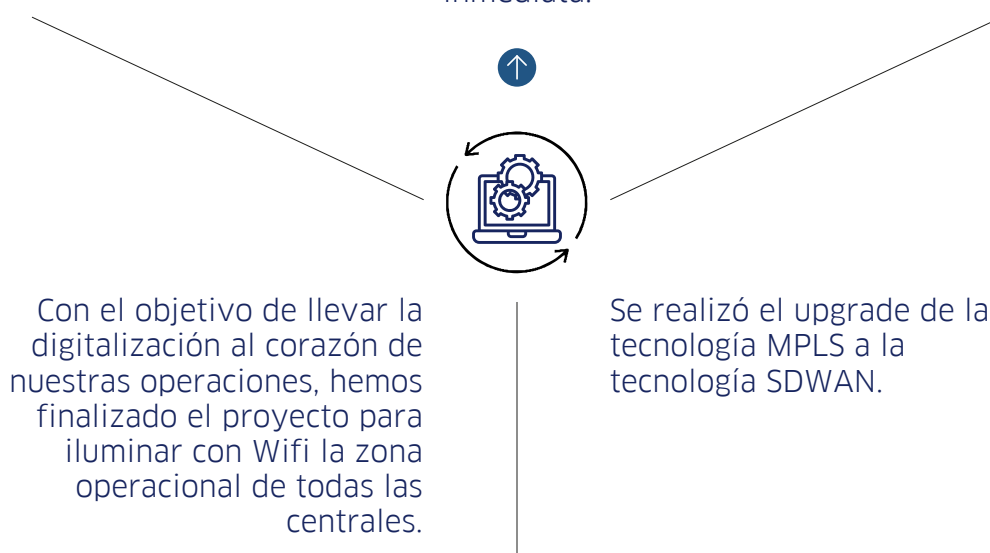 inmediata.
Con el objetivo de llevar la
digitalización al corazón de
nuestras operaciones, hemos
finalizado el proyecto para
iluminar con Wifi la zona
operacional de todas las
centrales.
Se realizó el upgrade de la
tecnología MPLS a la
tecnología SDWAN.